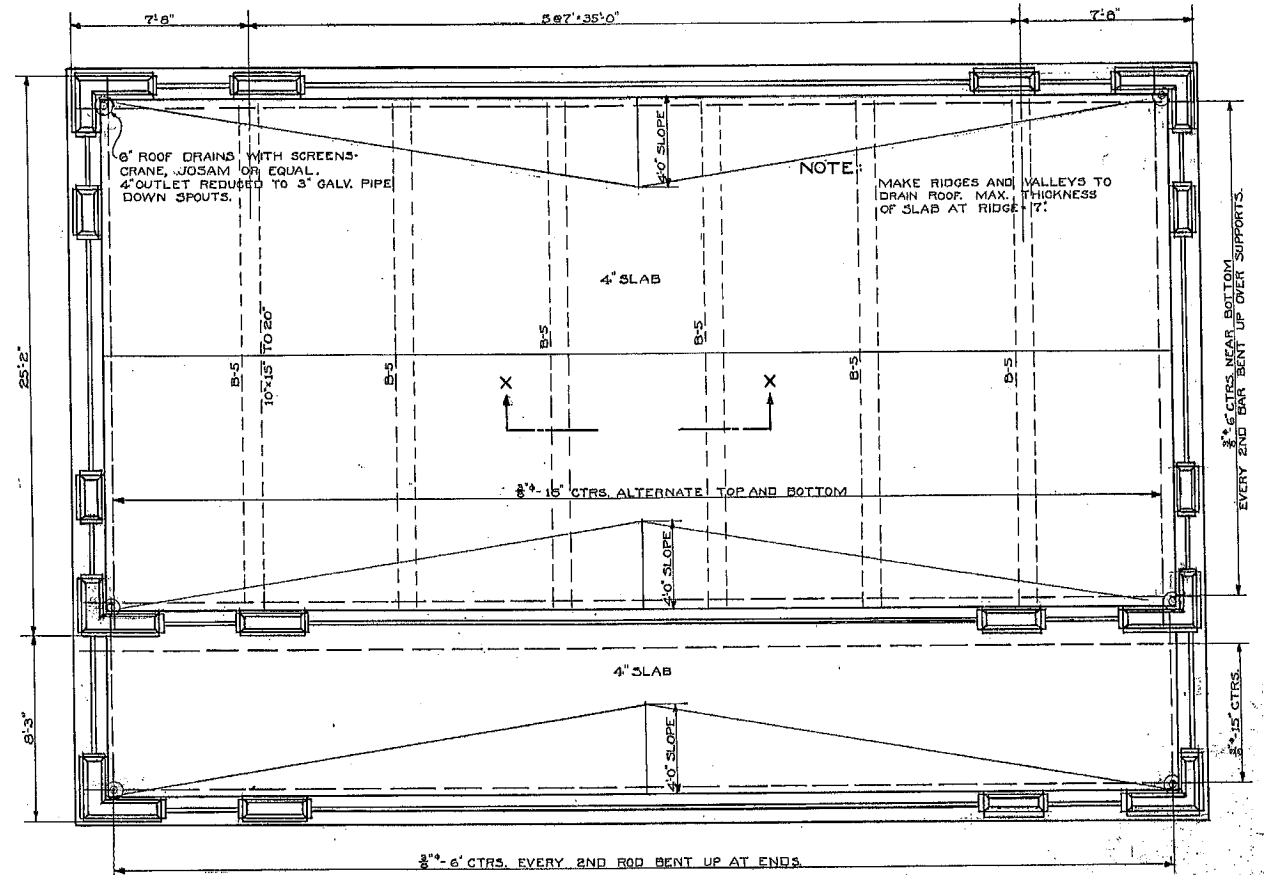 7'-8"
5@7'=35'-0"
7'-8"
6" ROOF DRAINS WITH SCREENS-
CRANE, JOSAM OR EQUAL.
4" OUTLET REDUCED TO 3" GALV. PIPE
DOWN SPOUTS.
4'-0" SLOPE
NOTE:
MAKE RIDGES AND VALLEYS TO
DRAIN ROOF. MAX. THICKNESS
OF SLAB AT RIDGE 7".
4" SLAB
25'-2"
B-5
10"x15" TO 20"
B-5
B-5
B-5
B-5
B-5
X
X
3/8"ᶲ-6" CTRS. NEAR BOTTOM
EVERY 2ND BAR BENT UP OVER SUPPORTS.
3/8"ᶲ-15" CTRS. ALTERNATE TOP AND BOTTOM
4'-0" SLOPE
4" SLAB
8'-3"
4'-0" SLOPE
3/8"ᶲ-15" CTRS.
3/8"ᶲ-6" CTRS. EVERY 2ND ROD BENT UP AT ENDS.